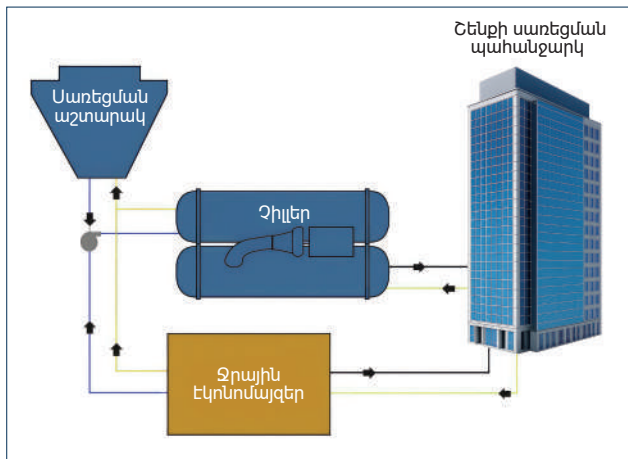 Շենքի սառեցման
պահանջարկ
Սառեցման
աշտարակ
Չիլլեր
Ջրային
էկոնոմայզեր